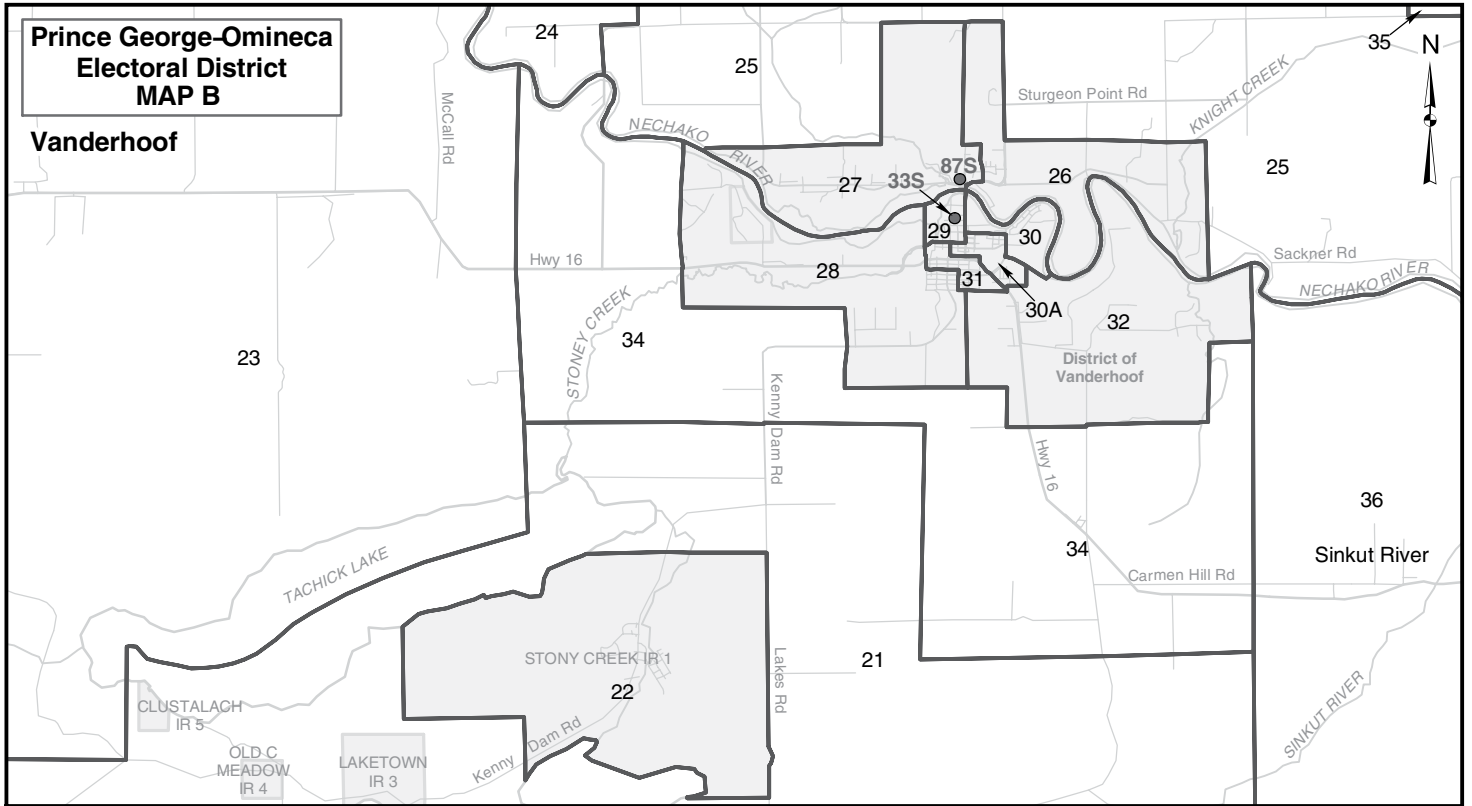 Prince George-Omineca
Electoral District
MAP B
Vanderhoof
24
25
35
N
McCall Rd
Sturgeon Point Rd
KNIGHT CREEK
NECHAKO
RIVER
87S
33S
27
26
25
29
30
Sackner Rd
Hwy 16
28
31
30A
NECHAKO RIVER
32
STONEY CREEK
34
23
District of
Vanderhoof
Kenny Dam Rd
Hwy 16
36
34
Sinkut River
TACHICK LAKE
Carmen Hill Rd
STONY CREEK IR 1
22
Lakes Rd
21
CLUSTALACH
IR 5
OLD C
MEADOW
IR 4
LAKETOWN
IR 3
Kenny Dam Rd
SINKUT RIVER